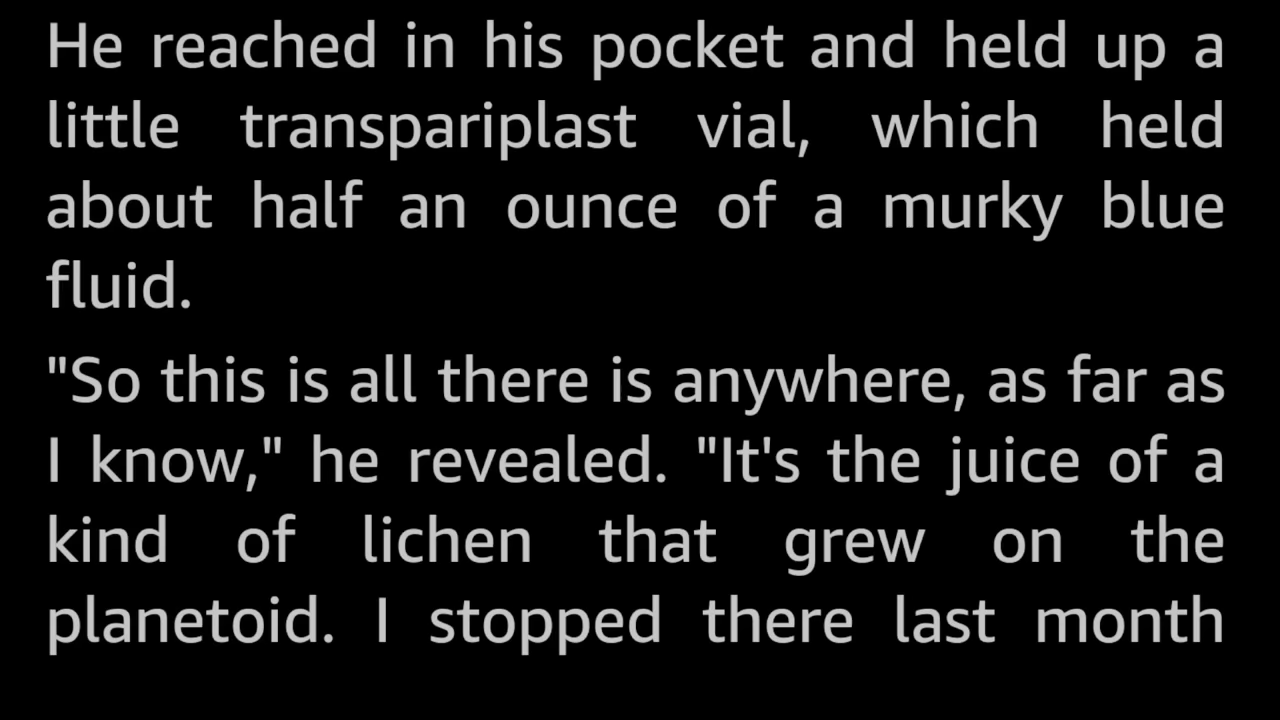 He reached in his pocket and held up a
little transpariplast vial, which held
about half an ounce of a murky blue
fluid.
"So this is all there is anywhere, as far as
I know," he revealed. "It's the juice of a
kind of lichen that grew on the
planetoid. I stopped there last month